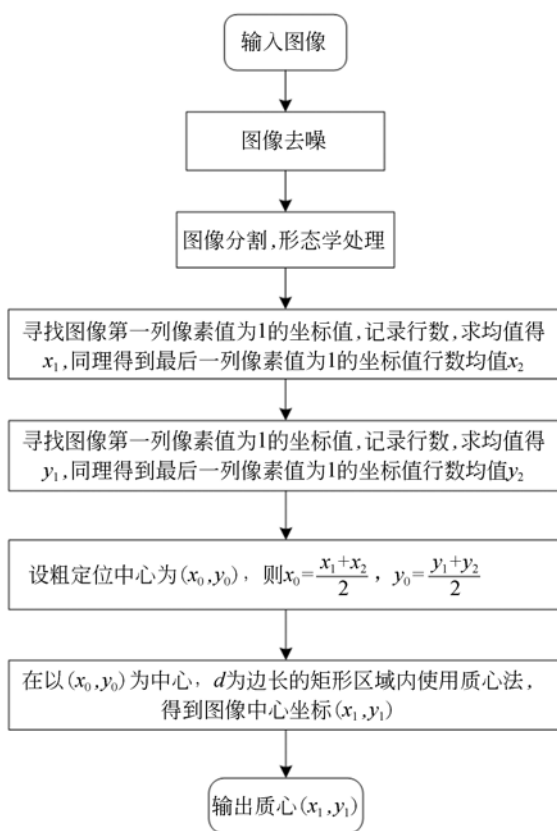 输入图像
图像去噪
图像分割,形态学处理
寻找图像第一列像素值为1的坐标值,记录行数,求均值得
x₁,同理得到最后一列像素值为1的坐标值行数均值x₂
寻找图像第一列像素值为1的坐标值,记录行数,求均值得
y₁,同理得到最后一列像素值为1的坐标值行数均值y₂
设粗定位中心为(x₀,y₀), 则x₀=(x₁+x₂)/2, y₀=(y₁+y₂)/2
在以(x₀,y₀)为中心, d为边长的矩形区域内使用质心法,
得到图像中心坐标(x₁,y₁)
输出质心(x₁,y₁)